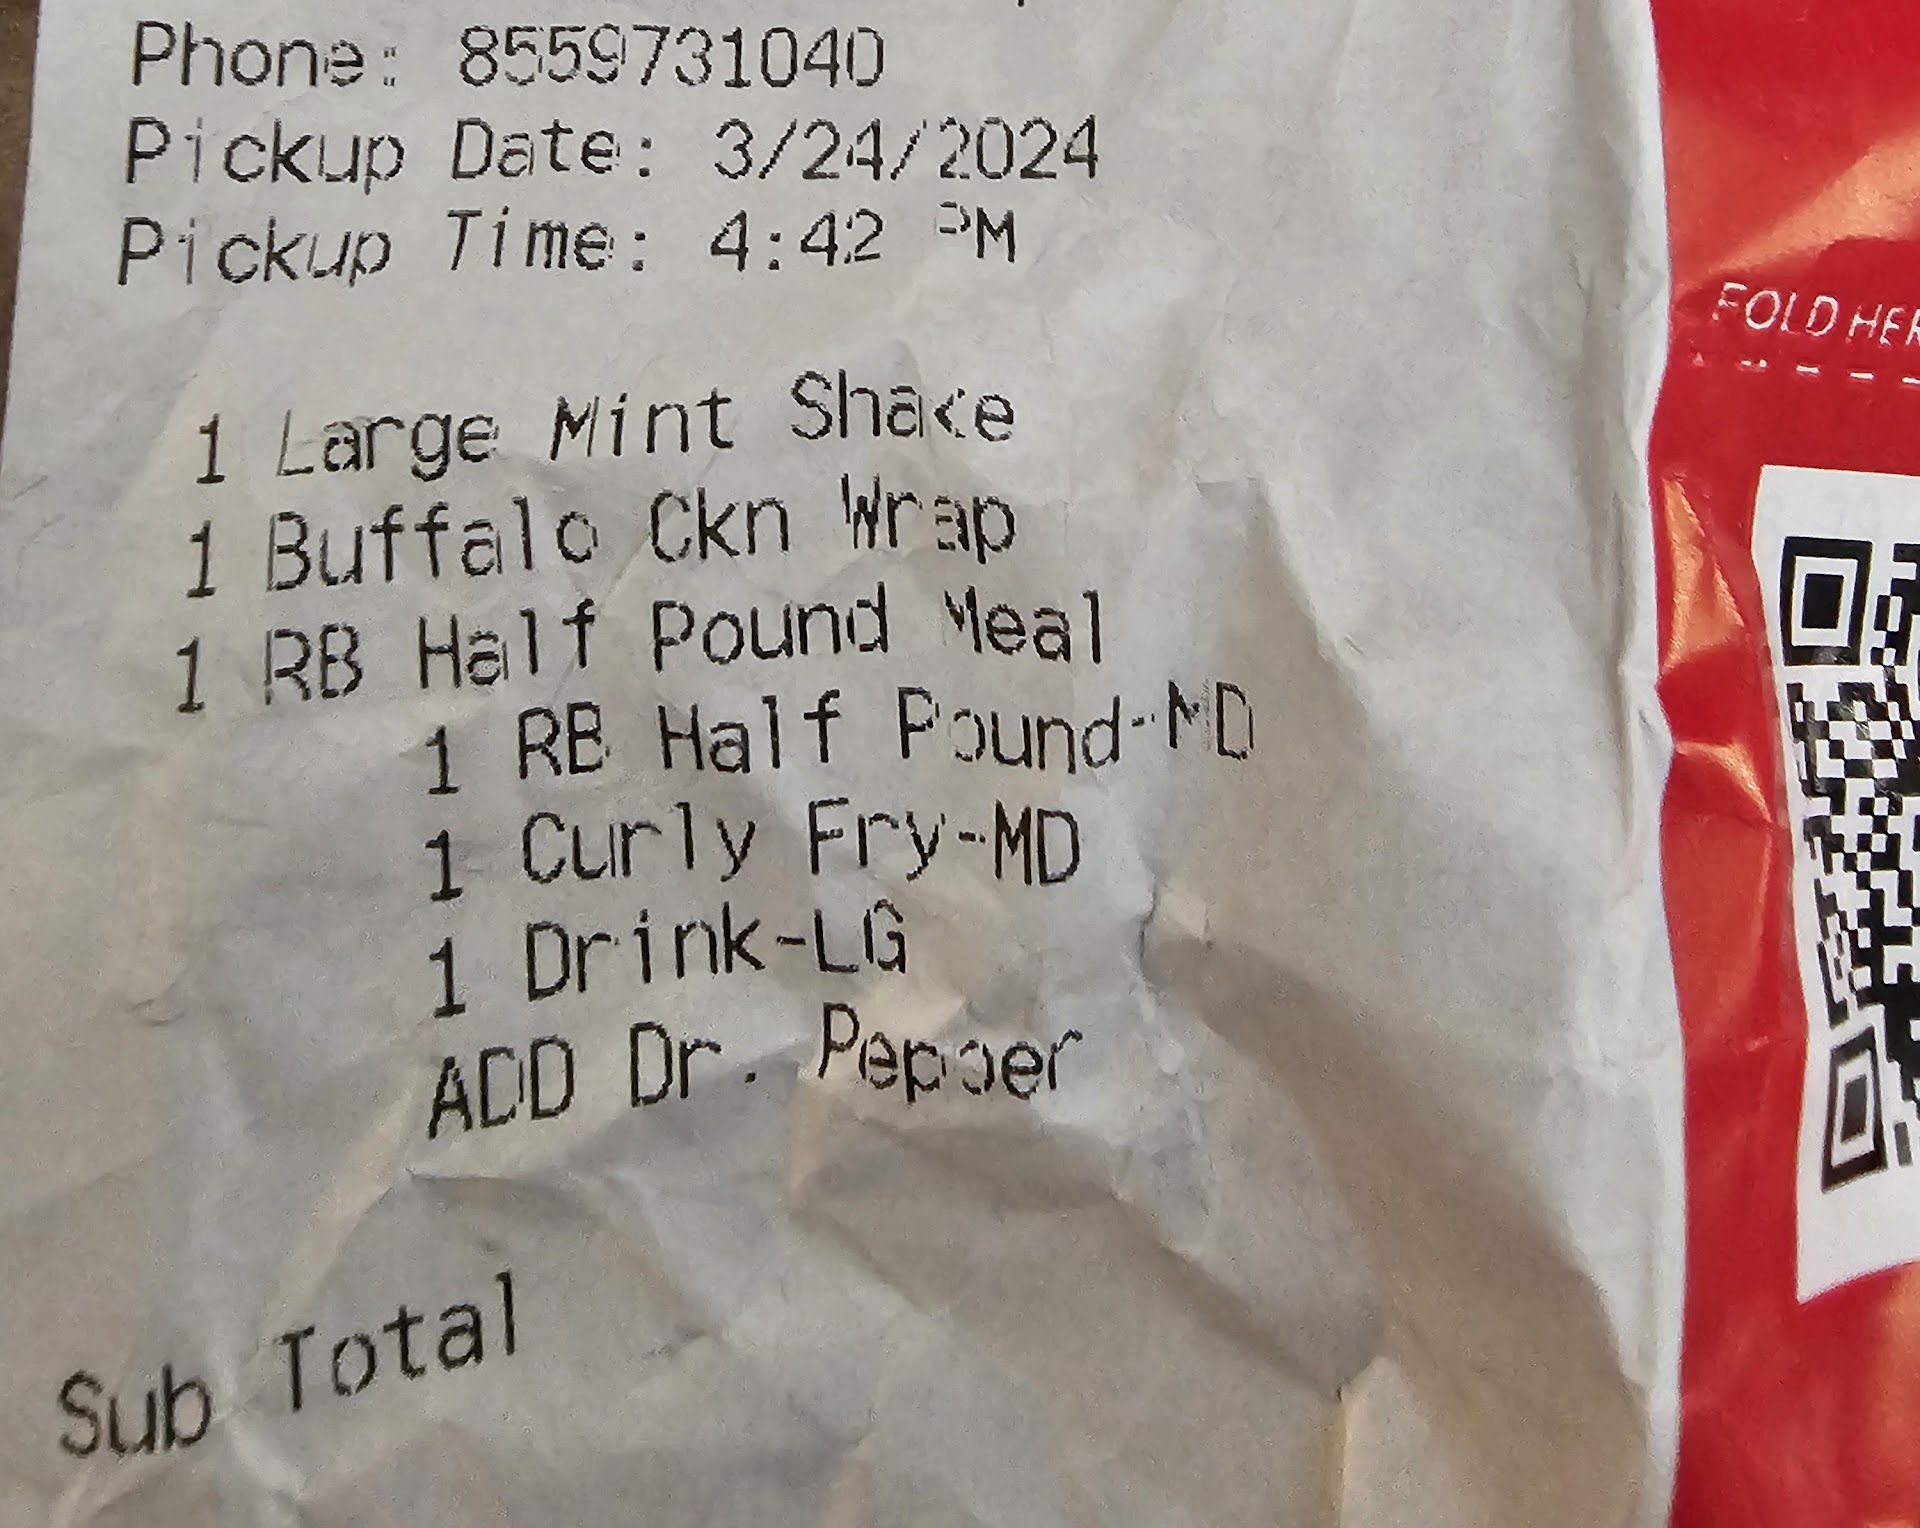 Phone: 8559731040
Pickup Date: 3/24/2024
Pickup Time: 4:42 PM
1 Large Mint Shake
1 Buffalo Ckn Wrap
1 RB Half Pound Meal
1 RB Half Pound-MD
1 Curly Fry-MD
1 Drink-LG
ADD Dr. Pepper
Sub Total
FOLD HER